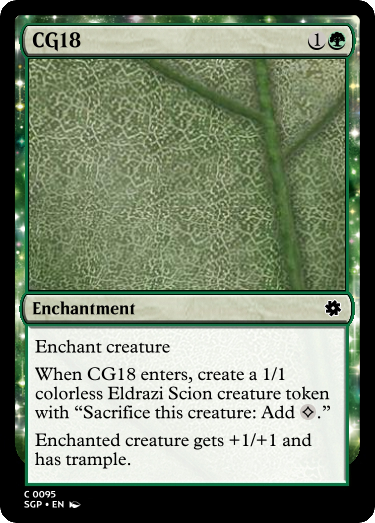 CG18 1
Enchantment
Enchant creature
When CG18 enters, create a 1/1
colorless Eldrazi Scion creature token
with “Sacrifice this creature: Add .”
Enchanted creature gets +1/+1 and
has trample.
C 0095
SGP • EN